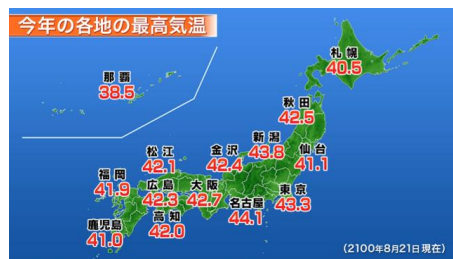 今年の各地の最高気温
札幌
40.5
那覇
38.5
秋田
42.5
新潟
43.8
仙台
41.1
金沢
42.4
松江
42.1
福岡
41.9
広島
42.3
大阪
42.7
東京
43.3
名古屋
44.1
高知
42.0
鹿児島
41.0
(2100年8月21日現在)